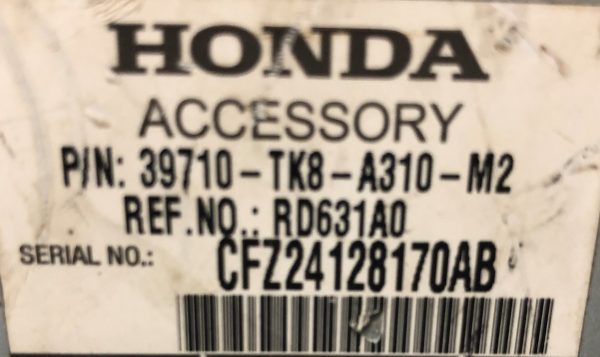 HONDA
ACCESSORY
P/N: 39710-TK8-A310-M2
REF.NO.: RD631A0
SERIAL NO.: CFZ24128170AB